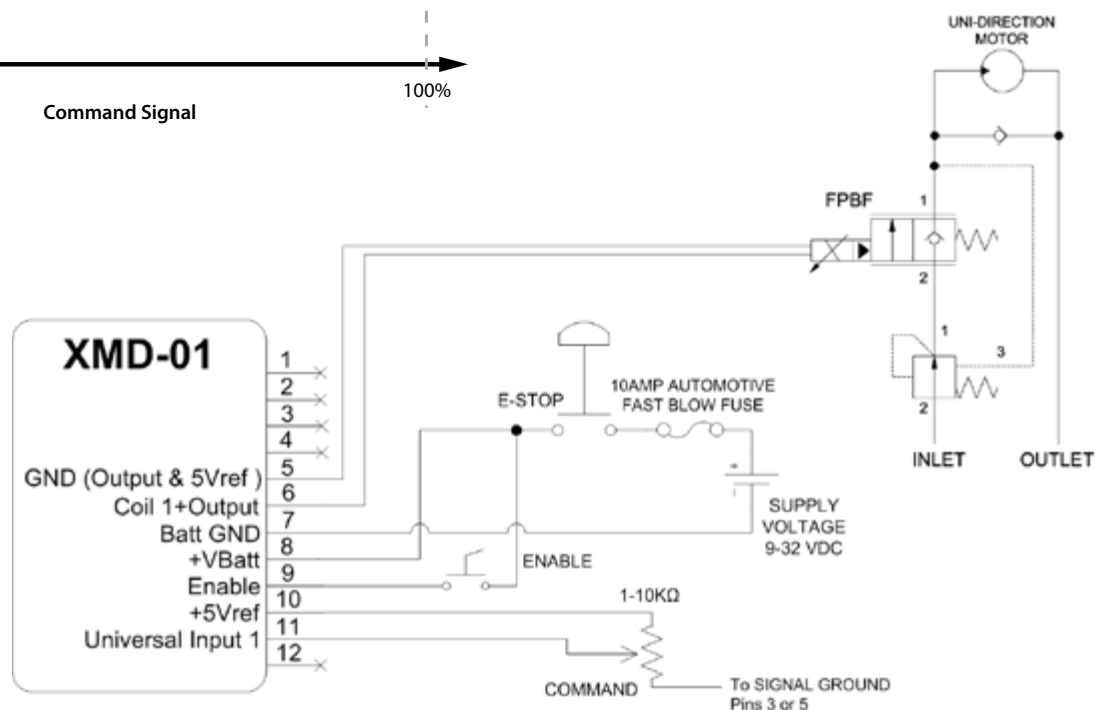 100%
Command Signal
UNI-DIRECTION
MOTOR
FPBF
1
2
1
3
2
INLET
OUTLET
XMD-01
1
2
3
4
GND (Output & 5Vref )
5
Coil 1+Output
6
Batt GND
7
+VBatt
8
Enable
9
+5Vref
10
Universal Input 1
11
12
E-STOP
10AMP AUTOMOTIVE
FAST BLOW FUSE
+
-
SUPPLY
VOLTAGE
9-32 VDC
ENABLE
1-10KΩ
COMMAND
To SIGNAL GROUND
Pins 3 or 5